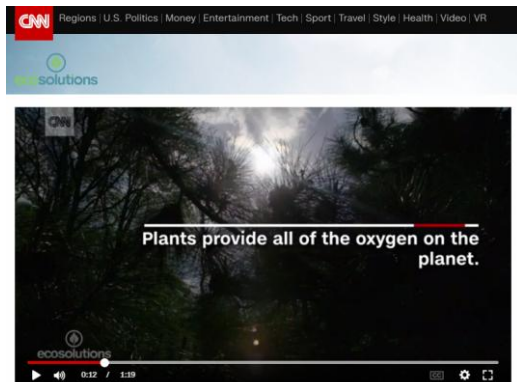 CNN Regions | U.S. Politics | Money | Entertainment | Tech | Sport | Travel | Style | Health | Video | VR
ecosolutions
CNN
Plants provide all of the oxygen on the
planet.
ecosolutions
0:12 / 1:19
CC